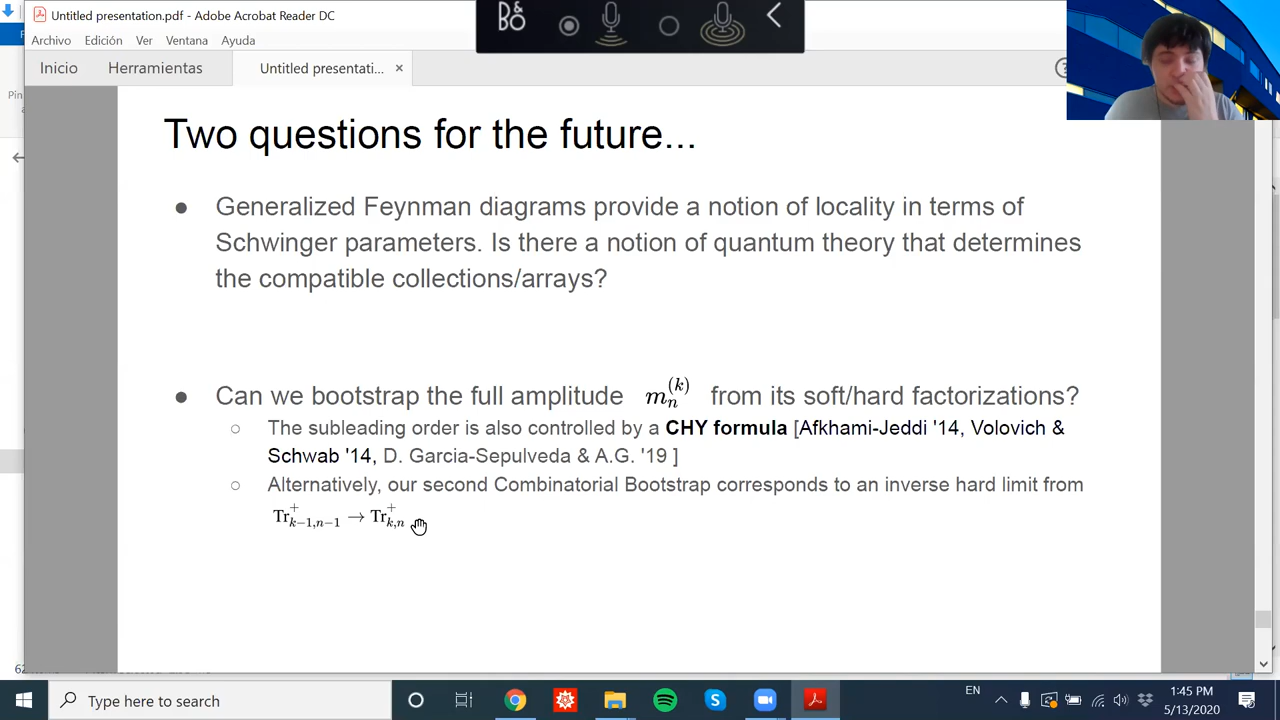 Untitled presentation.pdf - Adobe Acrobat Reader DC
Archivo Edición Ver Ventana Ayuda
Inicio Herramientas Untitled presentati... ×
Two questions for the future...
● Generalized Feynman diagrams provide a notion of locality in terms of
Schwinger parameters. Is there a notion of quantum theory that determines
the compatible collections/arrays?
● Can we bootstrap the full amplitude m_n^{(k)} from its soft/hard factorizations?
○ The subleading order is also controlled by a CHY formula [Afkhami-Jeddi '14, Volovich &
Schwab '14, D. Garcia-Sepulveda & A.G. '19 ]
○ Alternatively, our second Combinatorial Bootstrap corresponds to an inverse hard limit from
Tr^+_{k−1,n−1} → Tr^+_{k,n}
Type here to search
EN
1:45 PM
5/13/2020